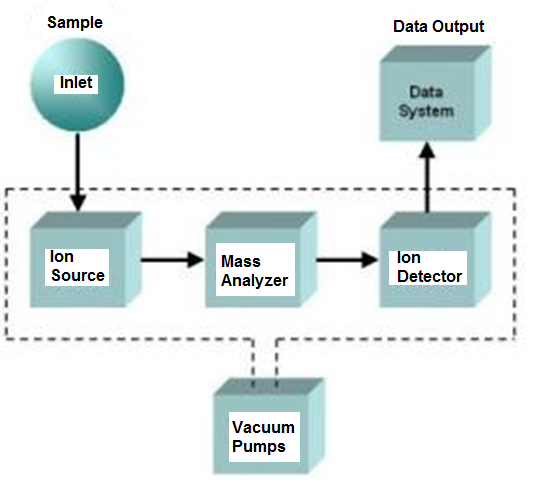 Sample
Inlet
Data Output
Data
System
Ion
Source
Mass
Analyzer
Ion
Detector
Vacuum
Pumps